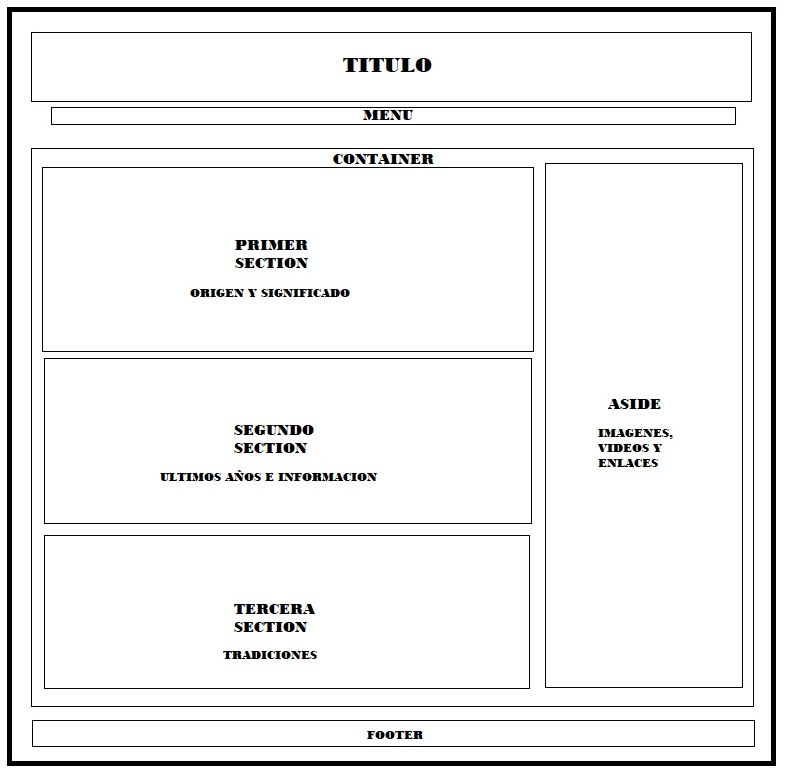 TITULO
MENU
CONTAINER
PRIMER
SECTION
ORIGEN Y SIGNIFICADO
SEGUNDO
SECTION
ULTIMOS AÑOS E INFORMACION
TERCERA
SECTION
TRADICIONES
ASIDE
IMAGENES,
VIDEOS Y
ENLACES
FOOTER